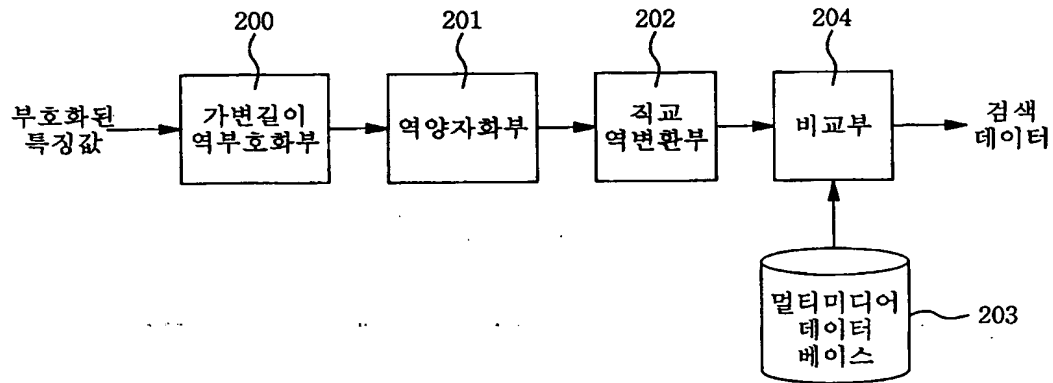 200
201
202
204
부호화된
특징값
가변길이
역부호화부
역양자화부
직교
역변환부
비교부
검색
데이터
멀티미디어
데이터
베이스
203